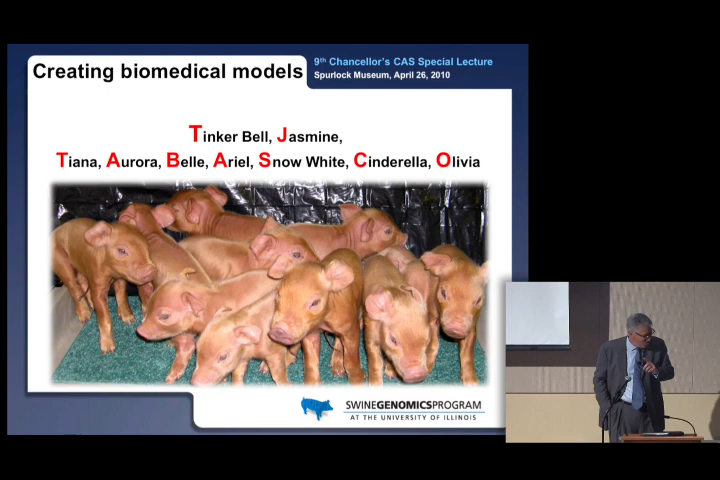 Creating biomedical models
9th Chancellor's CAS Special Lecture
Spurlock Museum, April 26, 2010
Tinker Bell, Jasmine,
Tiana, Aurora, Belle, Ariel, Snow White, Cinderella, Olivia
SWINEGENOMICSPROGRAM
AT THE UNIVERSITY OF ILLINOIS